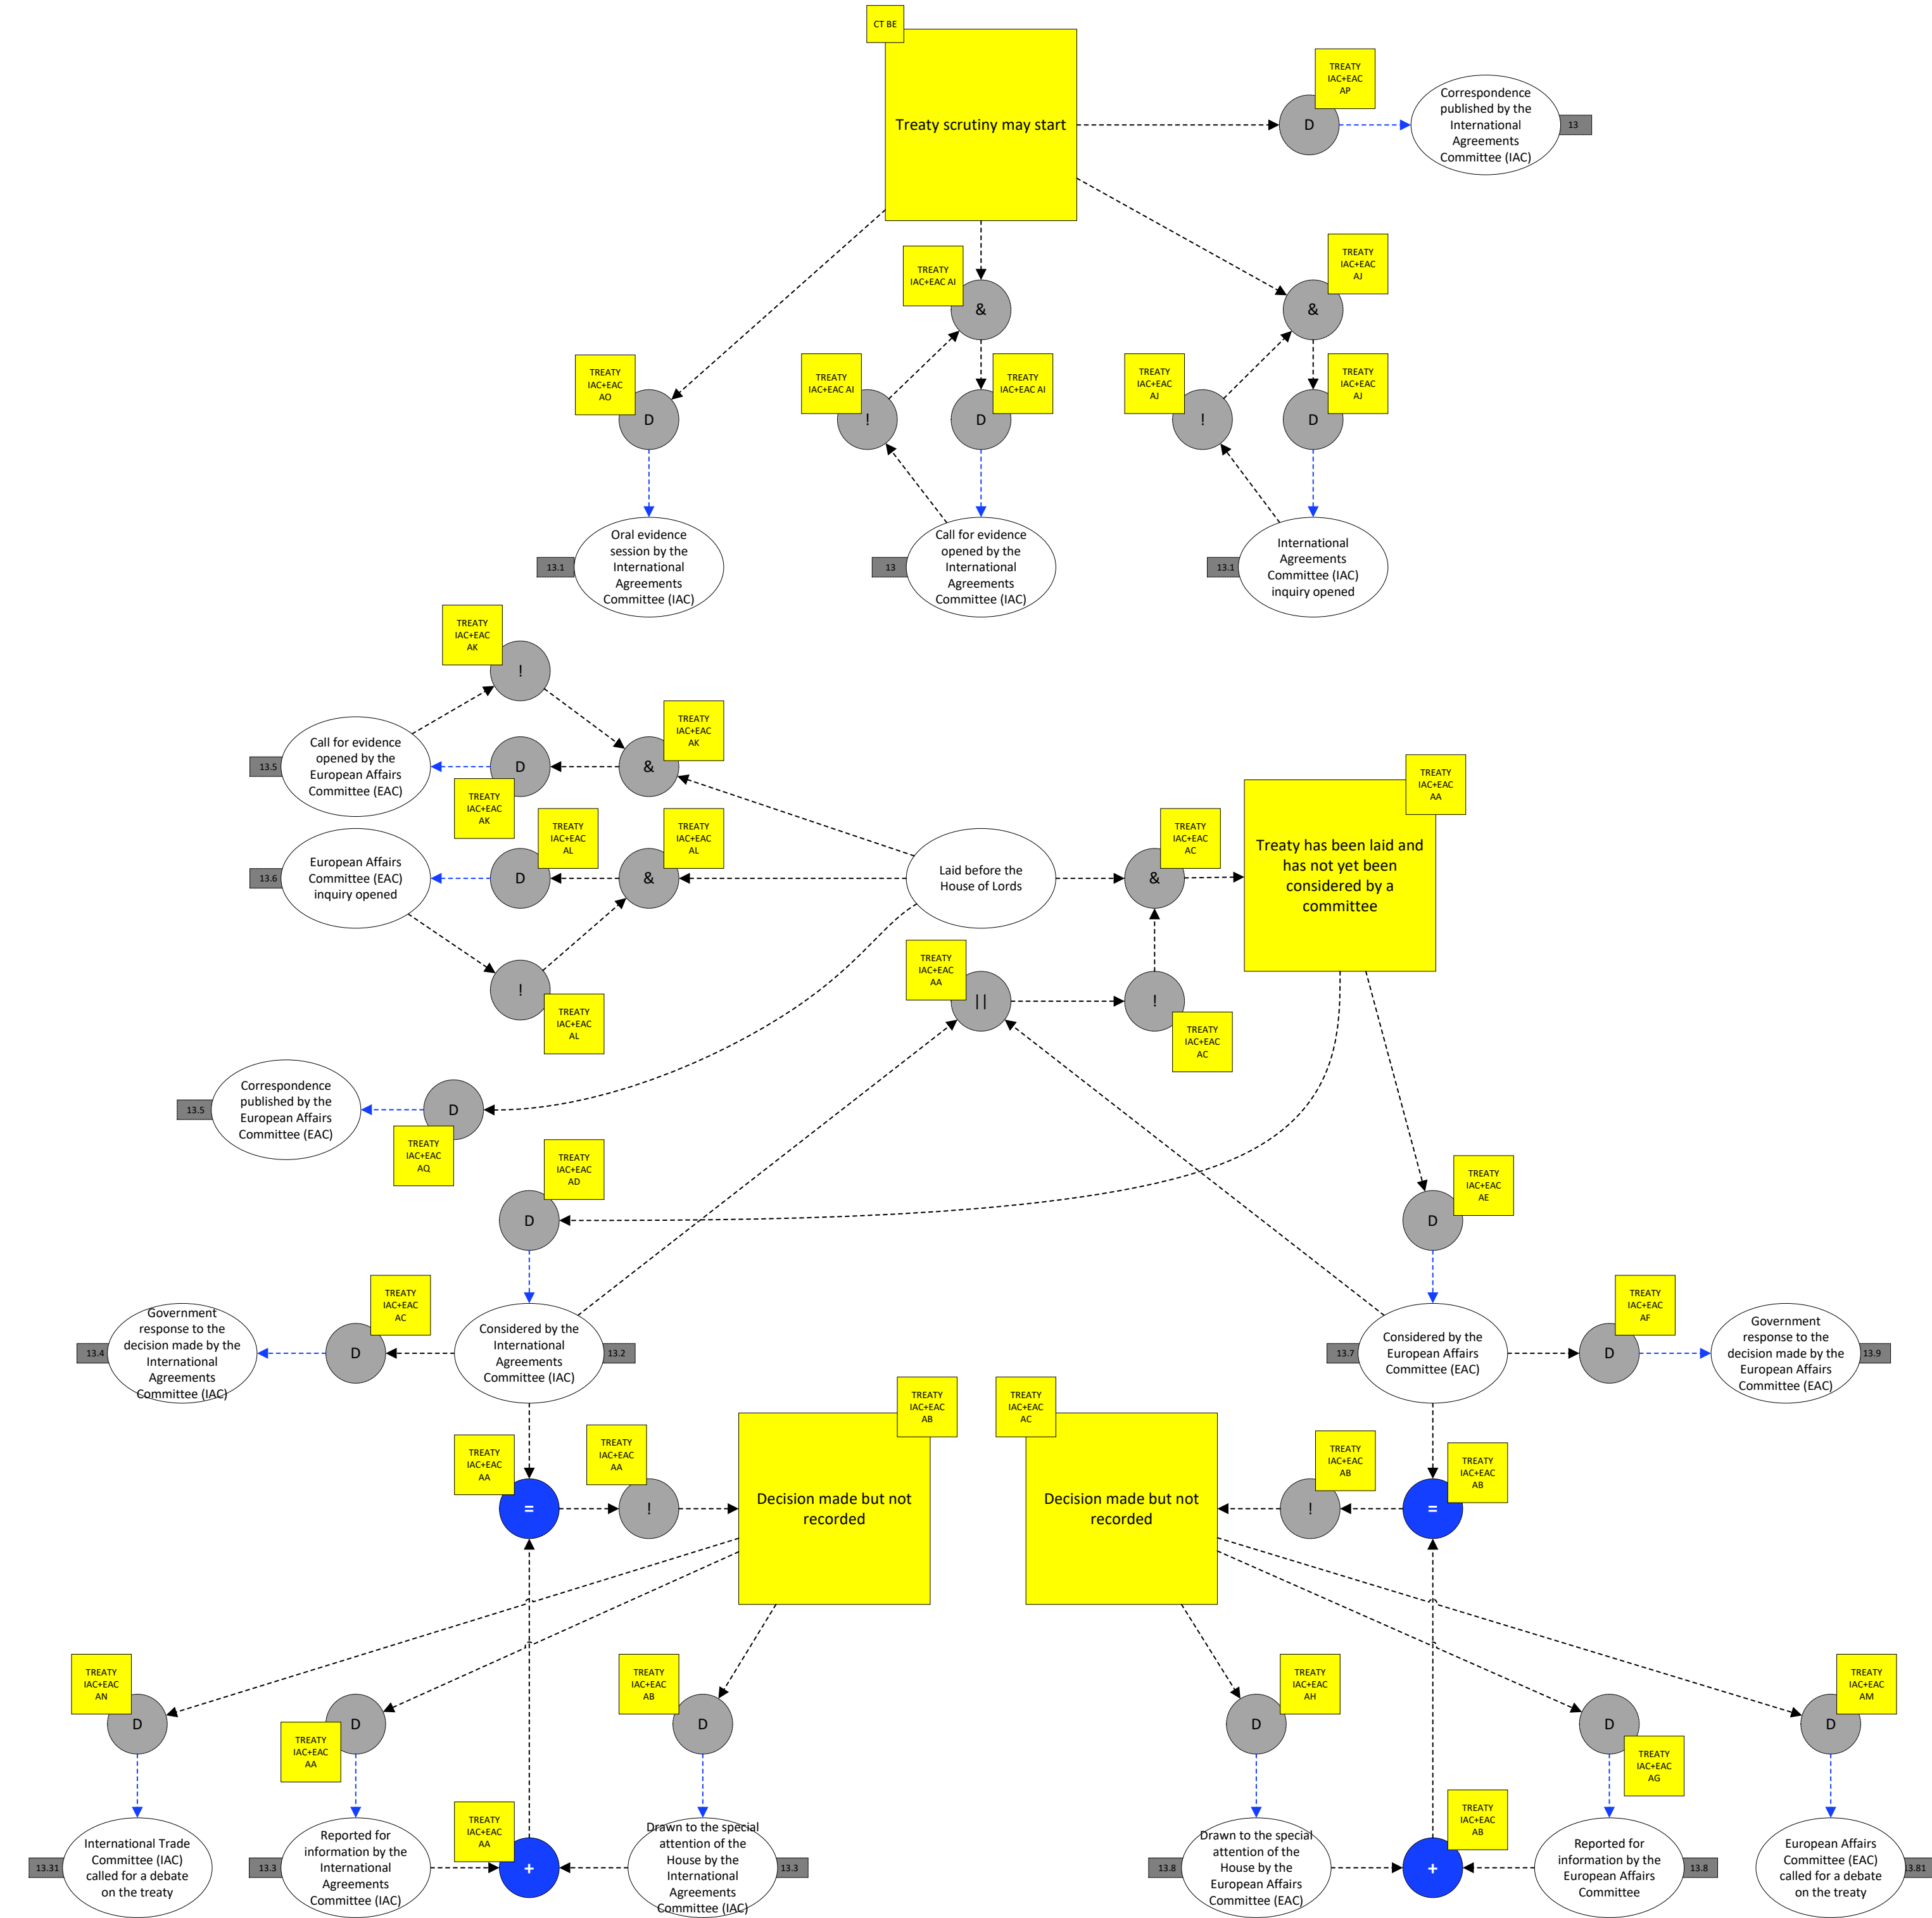 CT BE
Treaty scrutiny may start
TREATY
IAC+EAC
AP
D
Correspondence
published by the
International
Agreements
Committee (IAC)
13
TREATY
IAC+EAC AI
&
TREATY
IAC+EAC
AJ
&
TREATY
IAC+EAC
AO
D
TREATY
IAC+EAC AI
!
TREATY
IAC+EAC AI
D
TREATY
IAC+EAC
AJ
!
TREATY
IAC+EAC
AJ
D
13.1
Oral evidence
session by the
International
Agreements
Committee (IAC)
13
Call for evidence
opened by the
International
Agreements
Committee (IAC)
13.1
International
Agreements
Committee (IAC)
inquiry opened
TREATY
IAC+EAC
AK
!
13.5
Call for evidence
opened by the
European Affairs
Committee (EAC)
D
TREATY
IAC+EAC
AK
TREATY
IAC+EAC
AK
&
13.6
European Affairs
Committee (EAC)
inquiry opened
TREATY
IAC+EAC
AL
D
TREATY
IAC+EAC
AL
&
Laid before the
House of Lords
TREATY
IAC+EAC
AC
&
TREATY
IAC+EAC
AA
Treaty has been laid and
has not yet been
considered by a
committee
!
TREATY
IAC+EAC
AL
TREATY
IAC+EAC
AA
||
!
TREATY
IAC+EAC
AC
13.5
Correspondence
published by the
European Affairs
Committee (EAC)
D
TREATY
IAC+EAC
AQ
TREATY
IAC+EAC
AD
D
TREATY
IAC+EAC
AE
D
13.4
Government
response to the
decision made by the
International
Agreements
Committee (IAC)
TREATY
IAC+EAC
AC
D
Considered by the
International
Agreements
Committee (IAC)
13.2
13.7
Considered by the
European Affairs
Committee (EAC)
TREATY
IAC+EAC
AF
D
Government
response to the
decision made by the
European Affairs
Committee (EAC)
13.9
TREATY
IAC+EAC
AA
=
TREATY
IAC+EAC
AA
!
TREATY
IAC+EAC
AB
Decision made but not
recorded
TREATY
IAC+EAC
AC
Decision made but not
recorded
TREATY
IAC+EAC
AB
!
TREATY
IAC+EAC
AB
=
TREATY
IAC+EAC
AN
D
D
TREATY
IAC+EAC
AA
TREATY
IAC+EAC
AB
D
TREATY
IAC+EAC
AH
D
D
TREATY
IAC+EAC
AG
TREATY
IAC+EAC
AM
D
13.31
International Trade
Committee (IAC)
called for a debate
on the treaty
13.3
Reported for
information by the
International
Agreements
Committee (IAC)
TREATY
IAC+EAC
AA
+
Drawn to the special
attention of the
House by the
International
Agreements
Committee (IAC)
13.3
13.8
Drawn to the special
attention of the
House by the
European Affairs
Committee (EAC)
TREATY
IAC+EAC
AB
+
Reported for
information by the
European Affairs
Committee
13.8
European Affairs
Committee (EAC)
called for a debate
on the treaty
13.81